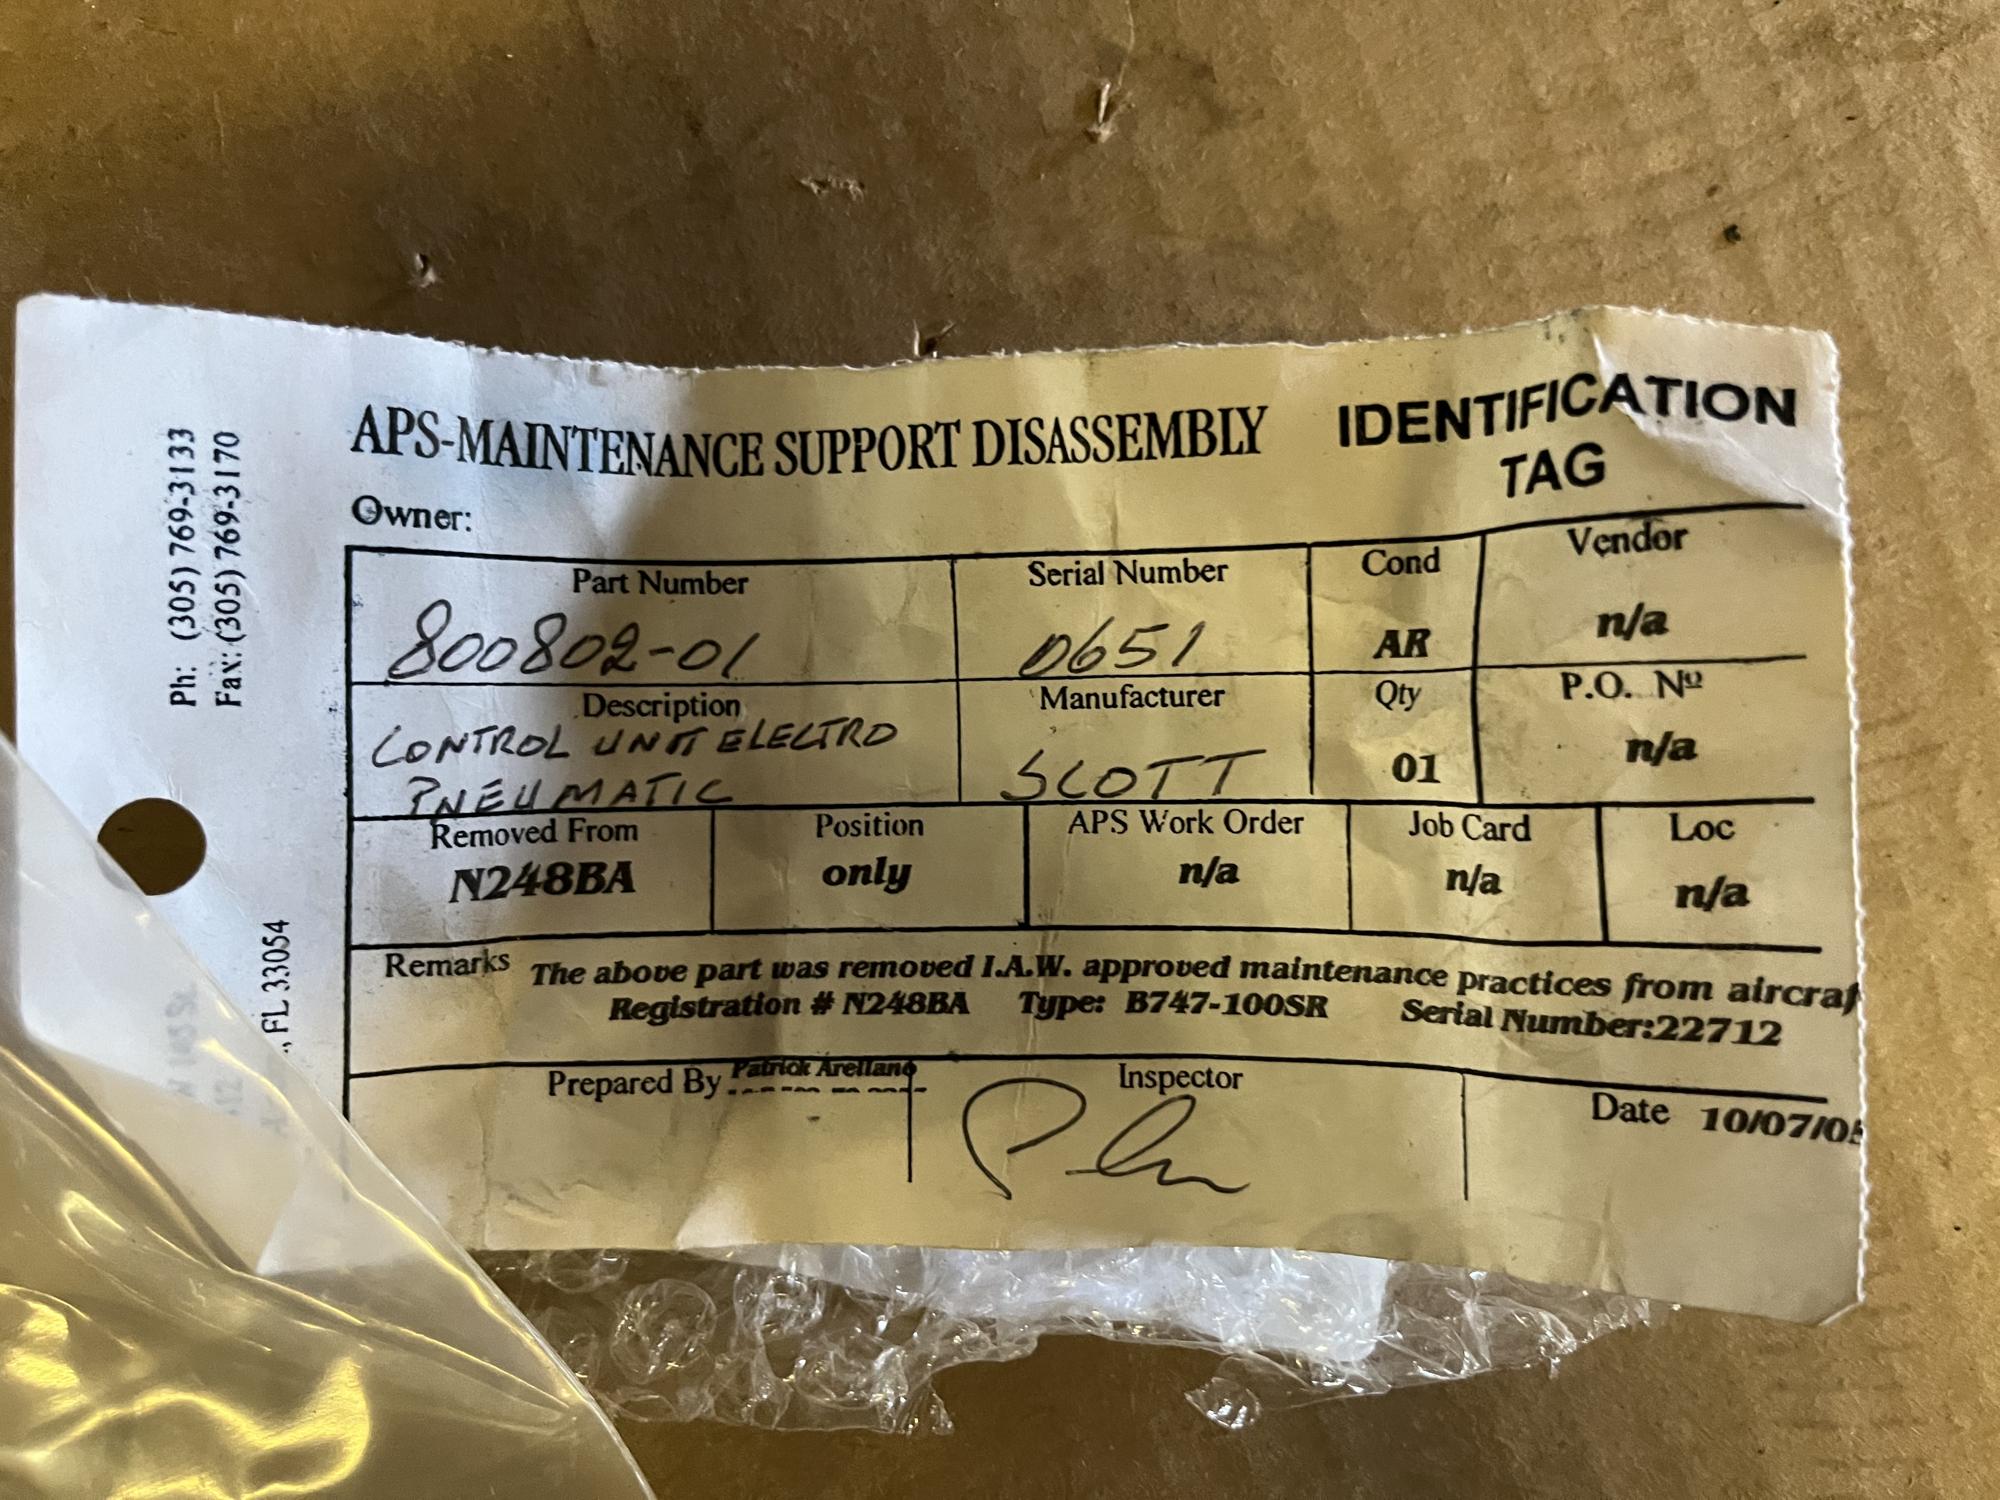 APS-MAINTENANCE SUPPORT DISASSEMBLY
IDENTIFICATION
TAG
Ph: (305) 769-3133
Fax: (305) 769-3170
, FL 33054
Owner:
Part Number
800802-01
Serial Number
0651
Cond
AR
Vendor
n/a
Description
CONTROL UNIT ELECTRO
PNEUMATIC
Manufacturer
SCOTT
Qty
01
P.O. Nº
n/a
Removed From
N248BA
Position
only
APS Work Order
n/a
Job Card
n/a
Loc
n/a
Remarks The above part was removed I.A.W. approved maintenance practices from aircraf
Registration # N248BA Type: B747-100SR Serial Number:22712
Prepared By Patrick Arellano
Inspector
Date 10/07/05